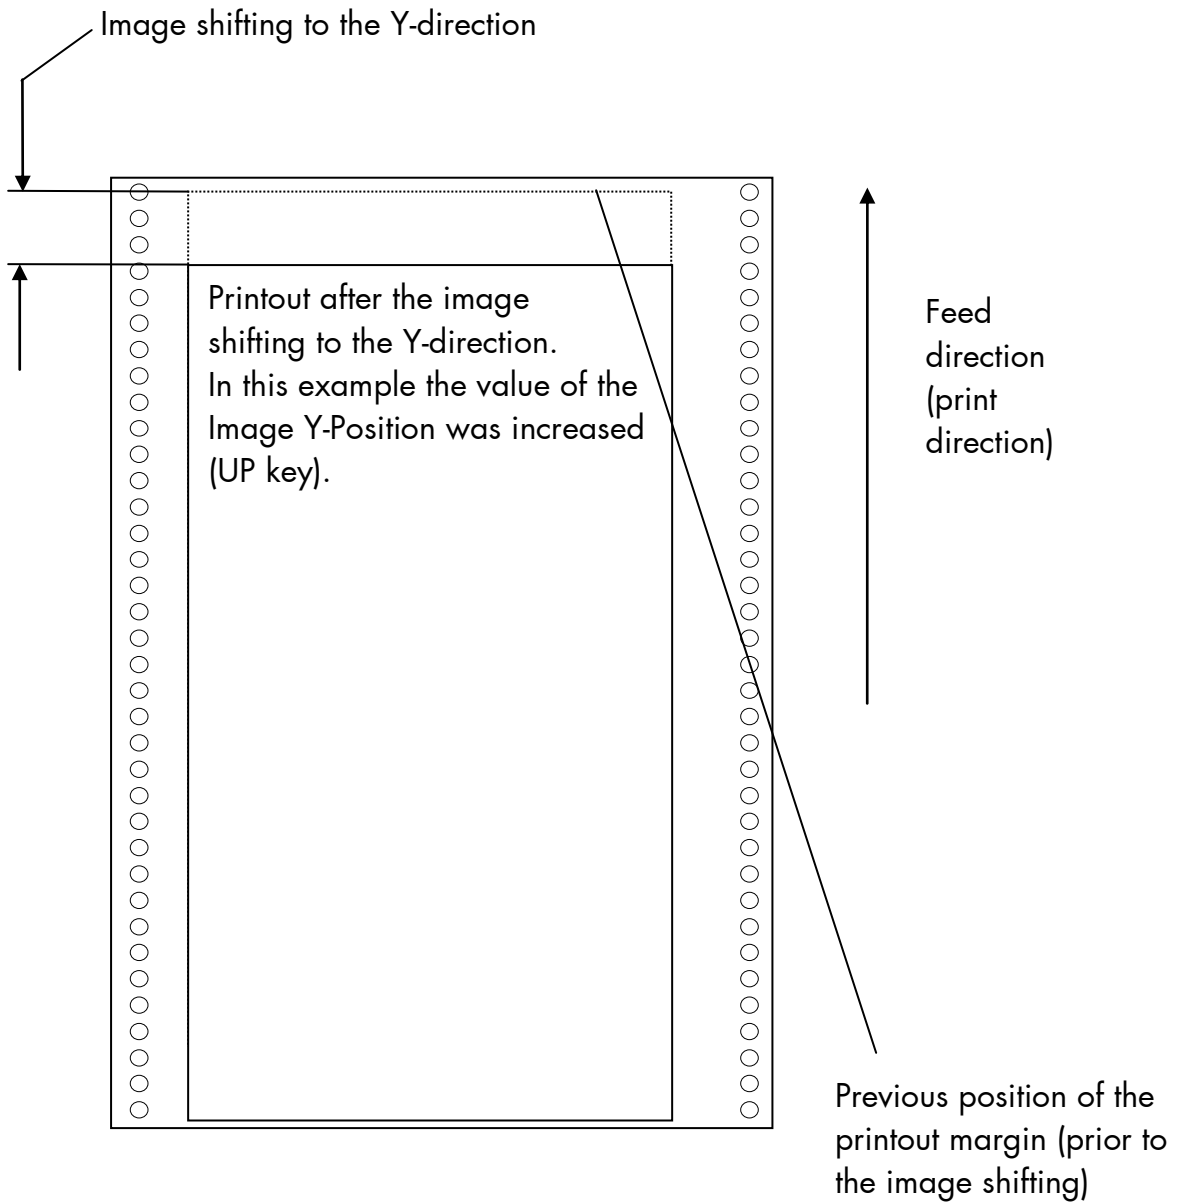 Image shifting to the Y-direction
Printout after the image
shifting to the Y-direction.
In this example the value of the
Image Y-Position was increased
(UP key).
Feed
direction
(print
direction)
Previous position of the
printout margin (prior to
the image shifting)